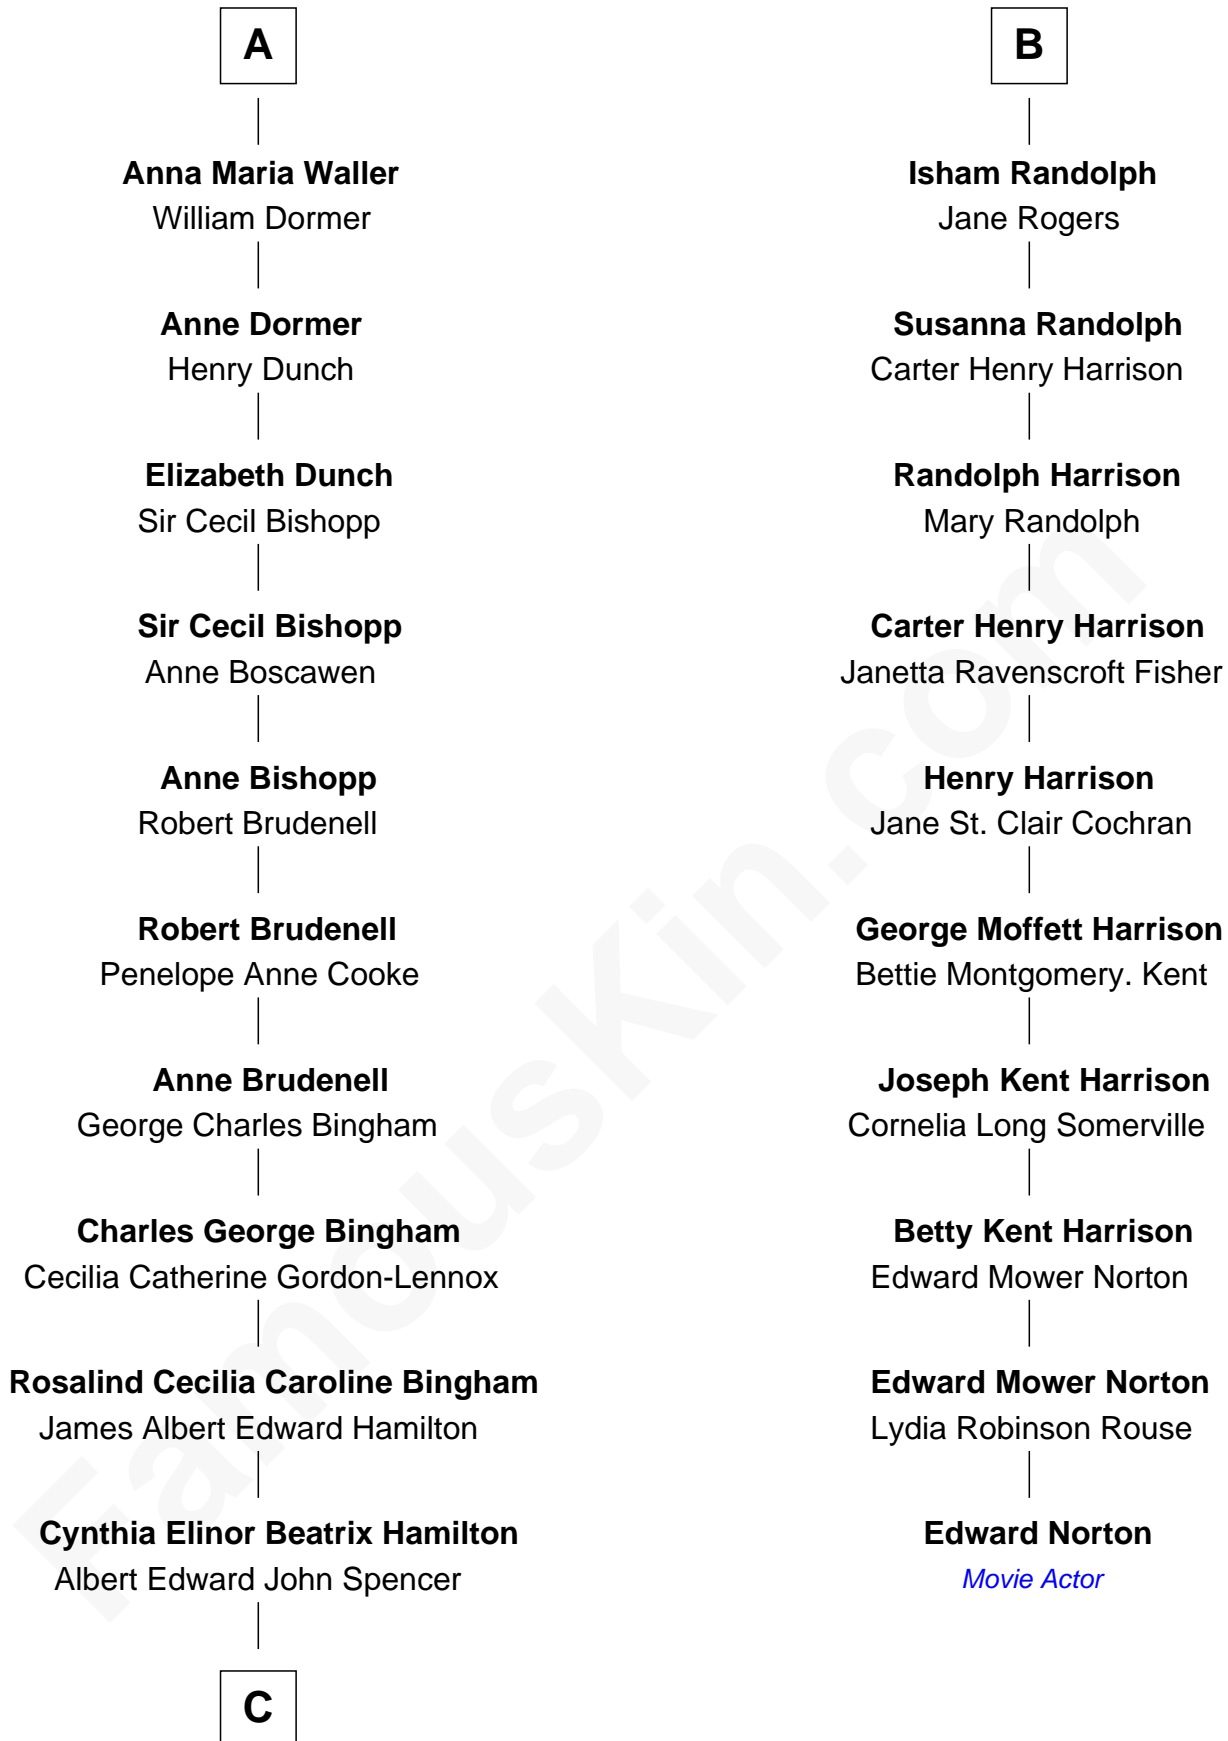 A
Anna Maria Waller
William Dormer
Anne Dormer
Henry Dunch
Elizabeth Dunch
Sir Cecil Bishopp
Sir Cecil Bishopp
Anne Boscawen
Anne Bishopp
Robert Brudenell
Robert Brudenell
Penelope Anne Cooke
Anne Brudenell
George Charles Bingham
Charles George Bingham
Cecilia Catherine Gordon-Lennox
Rosalind Cecilia Caroline Bingham
James Albert Edward Hamilton
Cynthia Elinor Beatrix Hamilton
Albert Edward John Spencer
C
B
Isham Randolph
Jane Rogers
Susanna Randolph
Carter Henry Harrison
Randolph Harrison
Mary Randolph
Carter Henry Harrison
Janetta Ravenscroft Fisher
Henry Harrison
Jane St. Clair Cochran
George Moffett Harrison
Bettie Montgomery. Kent
Joseph Kent Harrison
Cornelia Long Somerville
Betty Kent Harrison
Edward Mower Norton
Edward Mower Norton
Lydia Robinson Rouse
Edward Norton
Movie Actor
FamousKin.com